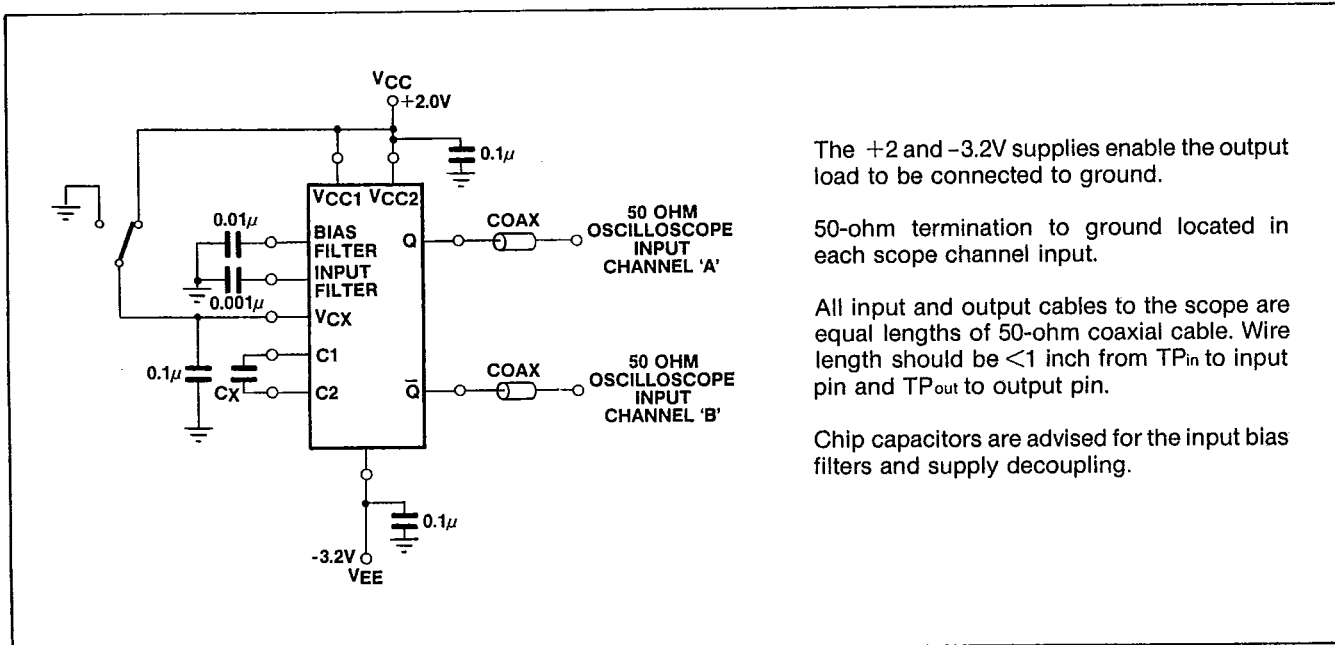 VCC
+2.0V
0.1μ
VCC1 VCC2
0.01μ
BIAS
FILTER
INPUT
FILTER
0.001μ
VCX
C1
0.1μ
CX
C2
Q
COAX
50 OHM
OSCILLOSCOPE
INPUT
CHANNEL 'A'
Q̅
COAX
50 OHM
OSCILLOSCOPE
INPUT
CHANNEL 'B'
0.1μ
-3.2V
VEE
The +2 and -3.2V supplies enable the output
load to be connected to ground.
50-ohm termination to ground located in
each scope channel input.
All input and output cables to the scope are
equal lengths of 50-ohm coaxial cable. Wire
length should be <1 inch from TPin to input
pin and TPout to output pin.
Chip capacitors are advised for the input bias
filters and supply decoupling.